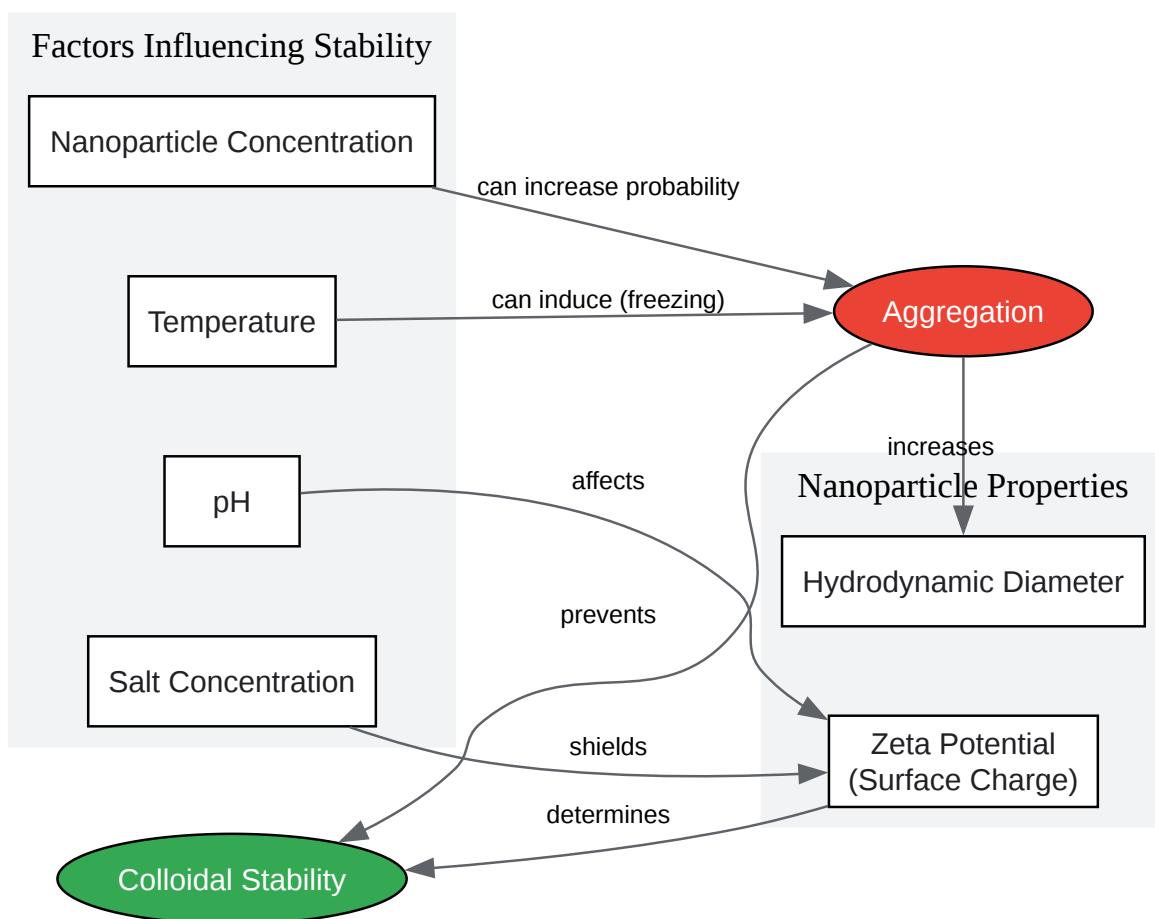 Factors Influencing Stability
Nanoparticle Concentration
can increase probability
Temperature
can induce (freezing)
Aggregation
increases
pH
affects
Nanoparticle Properties
Hydrodynamic Diameter
prevents
Salt Concentration
shields
Zeta Potential
(Surface Charge)
determines
Colloidal Stability